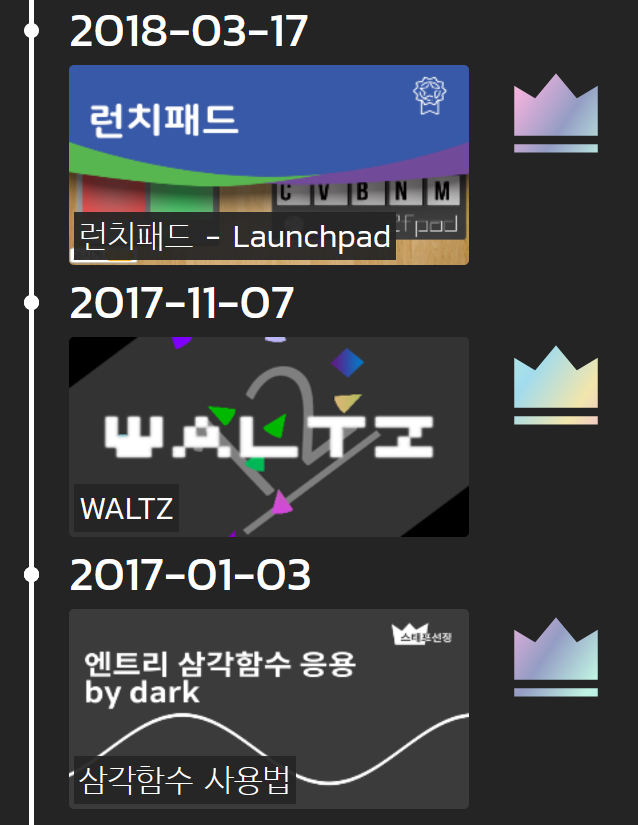 2018-03-17
런치패드
C V B N M
런치패드 - Launchpad
2017-11-07
WALTZ
WALTZ
2017-01-03
스태프선정
엔트리 삼각함수 응용
by dark
삼각함수 사용법